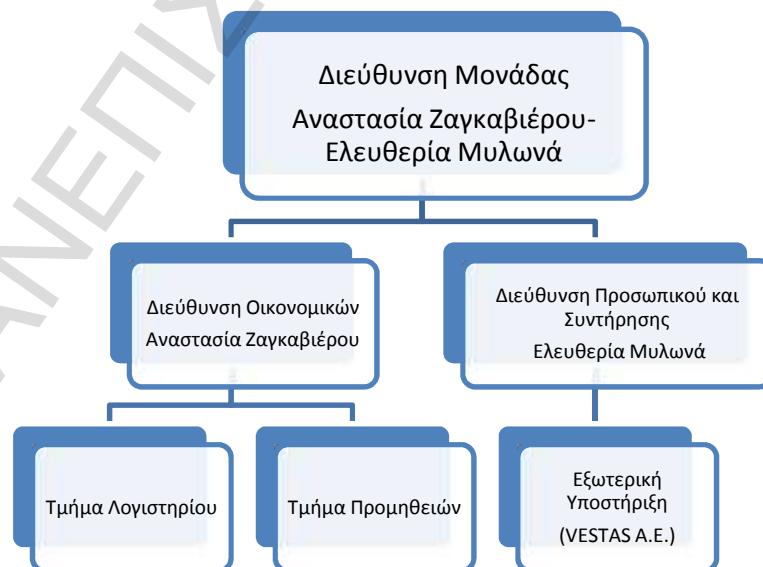 Διεύθυνση Μονάδας
Αναστασία Ζαγκαβιέρου-
Ελευθερία Μυλωνά
Διεύθυνση Οικονομικών
Αναστασία Ζαγκαβιέρου
Διεύθυνση Προσωπικού και
Συντήρησης
Ελευθερία Μυλωνά
Τμήμα Λογιστηρίου
Τμήμα Προμηθειών
Εξωτερική
Υποστήριξη
(VESTAS A.E.)